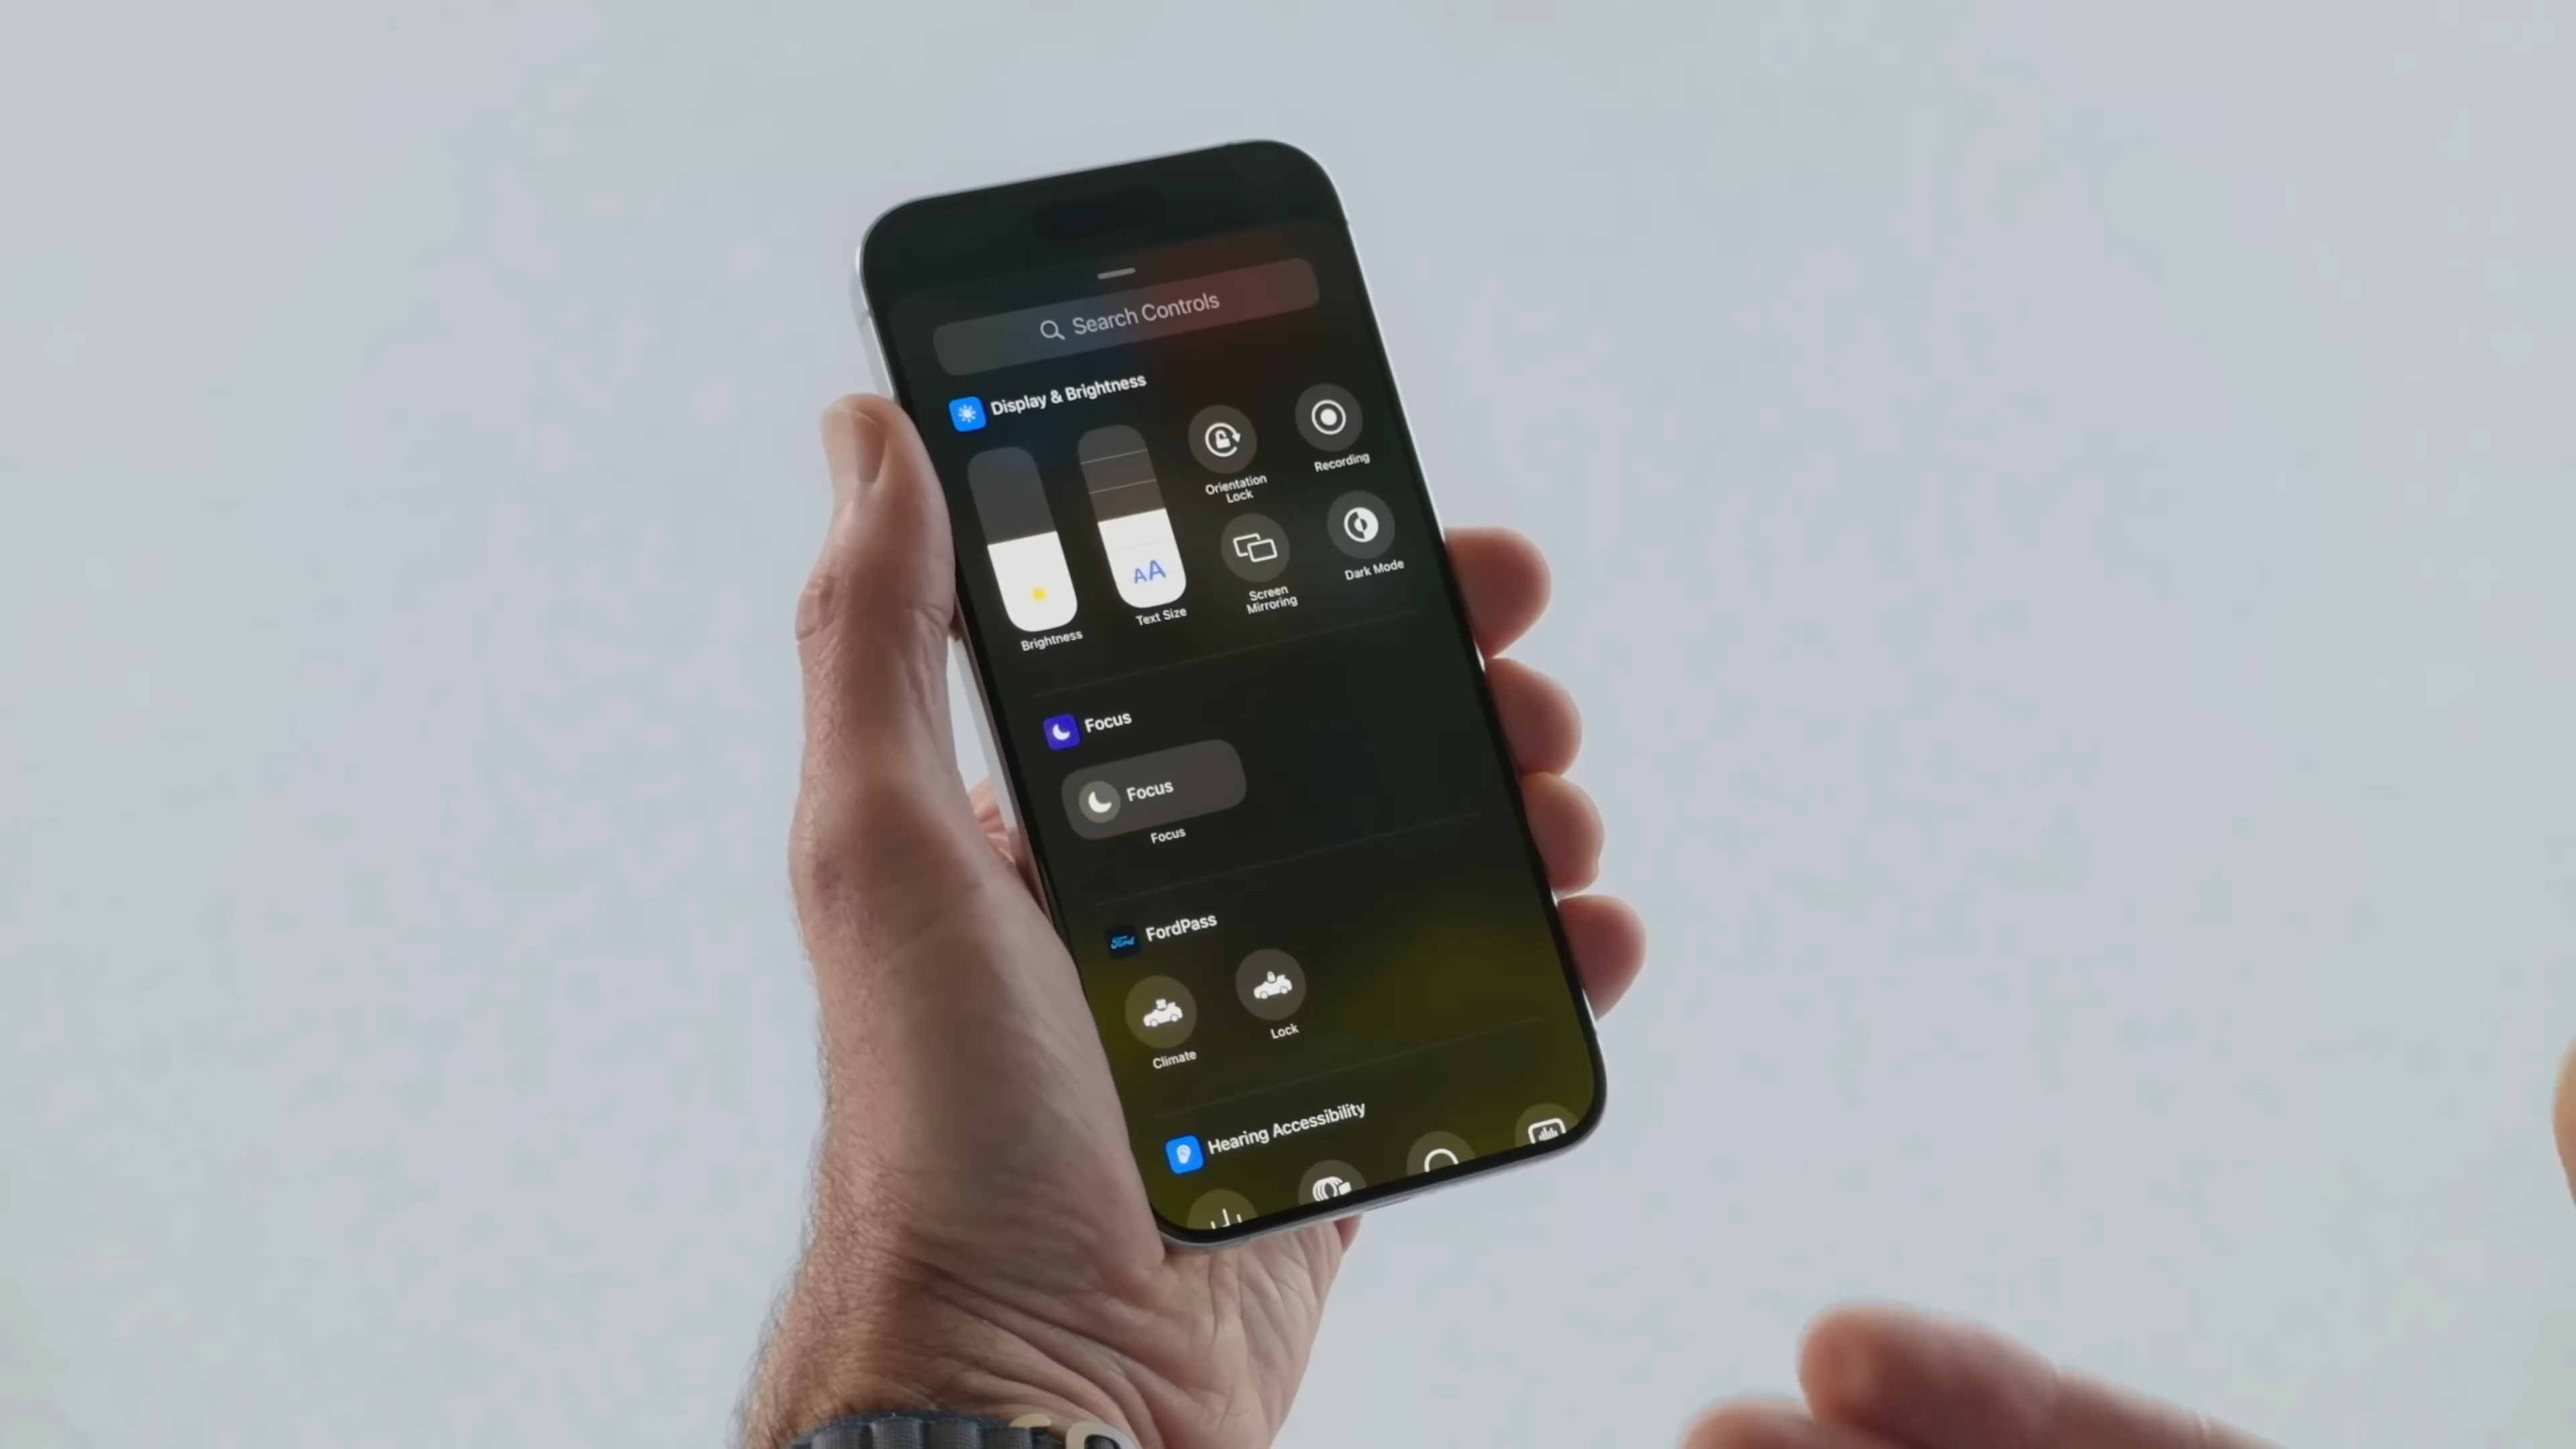 Search Controls
Display & Brightness
Orientation
Lock
Recording
AA
Brightness
Text Size
Screen
Mirroring
Dark Mode
Focus
Focus
Focus
Ford
FordPass
Climate
Lock
Hearing Accessibility